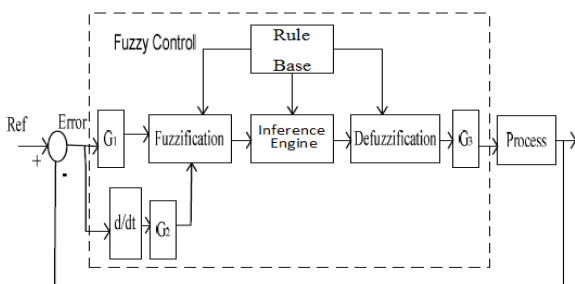 Fuzzy Control
Rule
Base
Ref
Error
+
-
G1
Fuzzification
Inference
Engine
Defuzzification
G3
Process
d/dt
G2